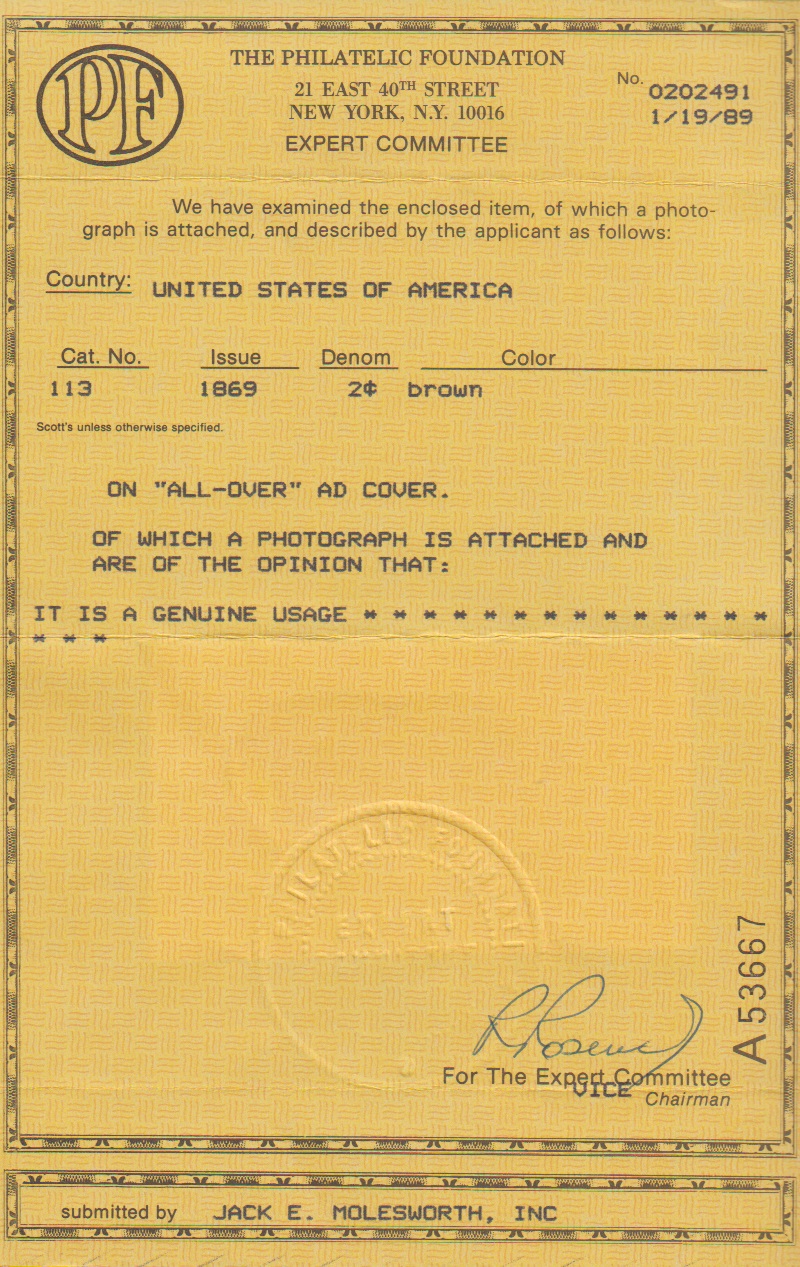 PF
THE PHILATELIC FOUNDATION
21 EAST 40TH STREET
NEW YORK, N.Y. 10016
EXPERT COMMITTEE
No. 0202491
1/19/89
We have examined the enclosed item, of which a photo-
graph is attached, and described by the applicant as follows:
Country: UNITED STATES OF AMERICA
Cat. No. Issue Denom Color
113 1869 2¢ brown
Scott's unless otherwise specified.
ON "ALL-OVER" AD COVER.
OF WHICH A PHOTOGRAPH IS ATTACHED AND
ARE OF THE OPINION THAT:
IT IS A GENUINE USAGE * * * * * * * * * * * * * *
* * *
A 53667
For The Expert Committee
VICE Chairman
submitted by JACK E. MOLESWORTH, INC